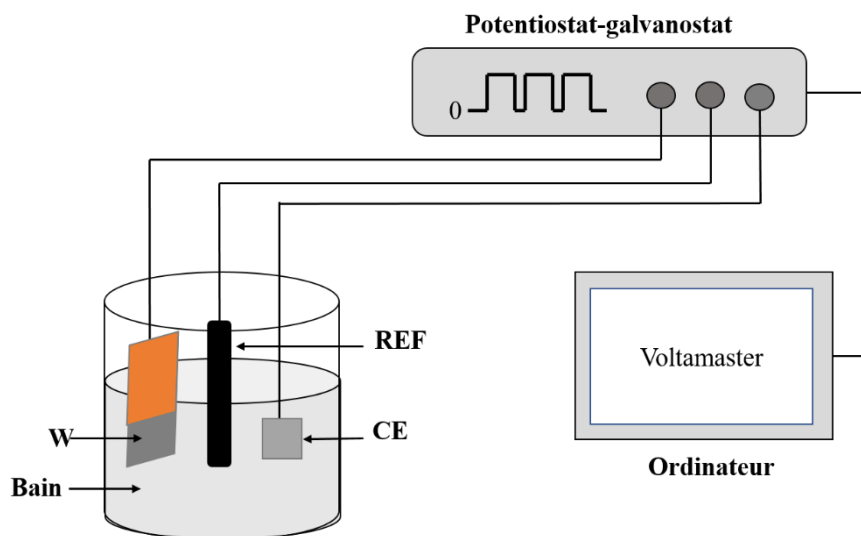 Potentiostat-galvanostat
0
REF
Voltamaster
W
CE
Ordinateur
Bain